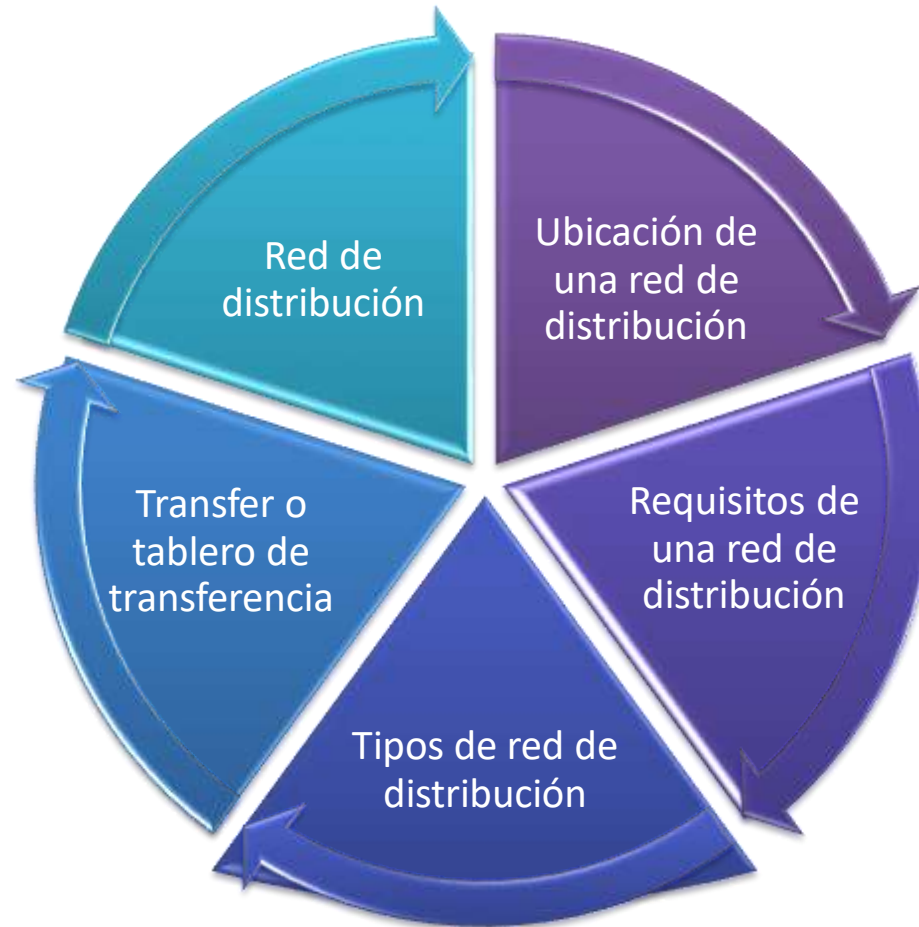 Red de
distribución
Ubicación de
una red de
distribución
Requisitos de
una red de
distribución
Tipos de red de
distribución
Transfer o
tablero de
transferencia